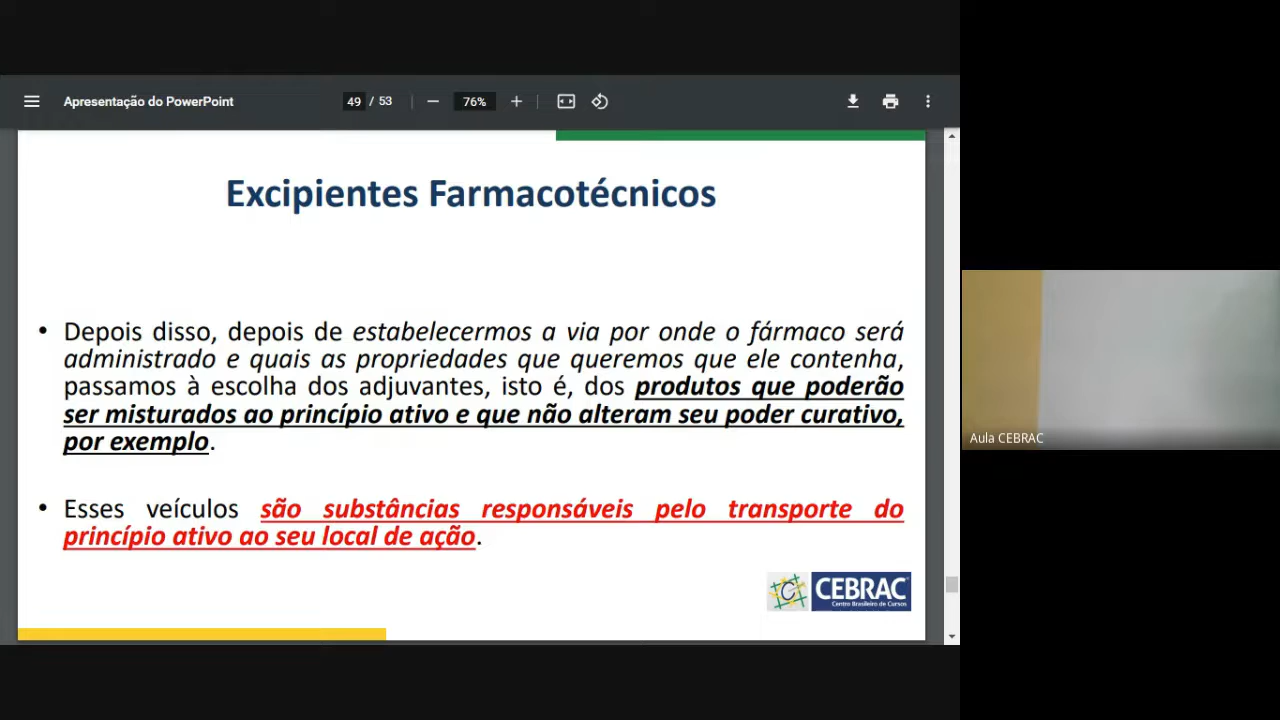 Apresentação do PowerPoint
49 / 53
76%
Excipientes Farmacotécnicos
• Depois disso, depois de estabelecermos a via por onde o fármaco será
administrado e quais as propriedades que queremos que ele contenha,
passamos à escolha dos adjuvantes, isto é, dos produtos que poderão
ser misturados ao princípio ativo e que não alteram seu poder curativo,
por exemplo.
• Esses veículos são substâncias responsáveis pelo transporte do
princípio ativo ao seu local de ação.
C CEBRAC
Centro Brasileiro de Cursos
Aula CEBRAC